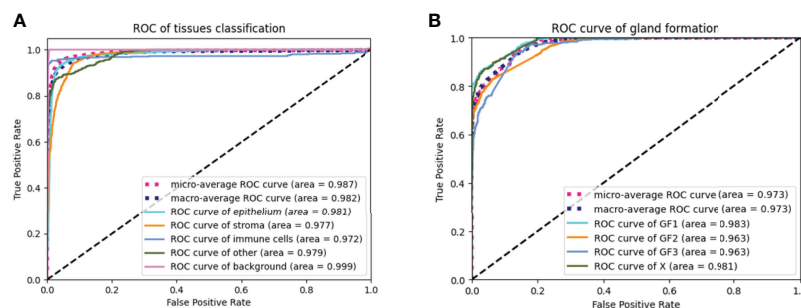 A
ROC of tissues classification
1.0
0.8
0.6
0.4
0.2
0.0
True Positive Rate
micro-average ROC curve (area = 0.987)
macro-average ROC curve (area = 0.982)
ROC curve of epithelium (area = 0.981)
ROC curve of stroma (area = 0.977)
ROC curve of immune cells (area = 0.972)
ROC curve of other (area = 0.979)
ROC curve of background (area = 0.999)
0.0 0.2 0.4 0.6 0.8 1.0
False Positive Rate
B
ROC curve of gland formation
1.0
0.8
0.6
0.4
0.2
0.0
True Positive Rate
micro-average ROC curve (area = 0.973)
macro-average ROC curve (area = 0.973)
ROC curve of GF1 (area = 0.983)
ROC curve of GF2 (area = 0.963)
ROC curve of GF3 (area = 0.963)
ROC curve of X (area = 0.981)
0.0 0.2 0.4 0.6 0.8 1.0
False Positive Rate